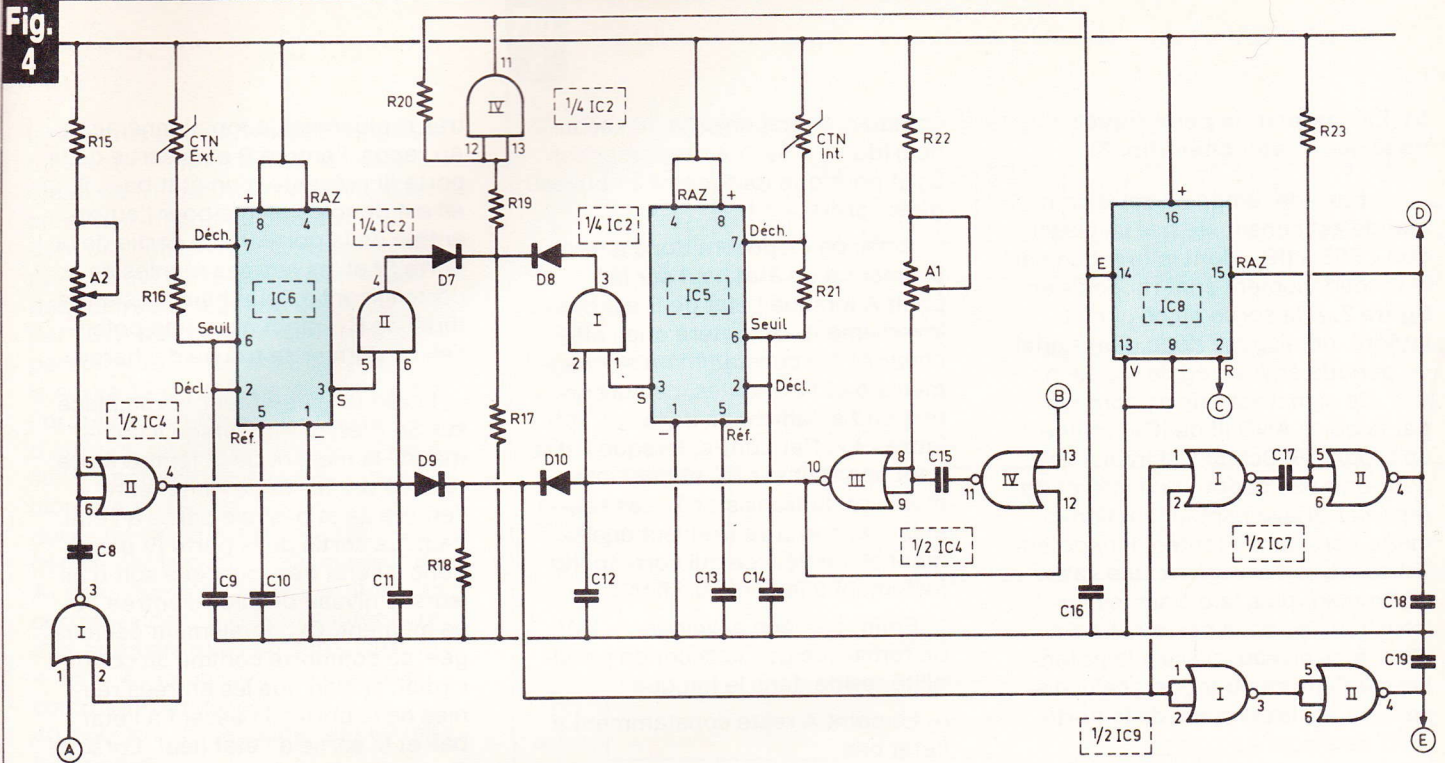 Fig.
4
R15
CTN
Ext.
A2
R16
+
8
4
RAZ
Déch.
7
IC6
Seuil
6
Décl.
2
5
1
3
S
Réf.
−
1/2 IC4
5
6
II
4
C8
3
I
1
2
A
C9
C10
C11
1/4 IC2
4
II
5
6
D7
D8
R20
11
IV
12
13
1/4 IC2
R19
1/4 IC2
3
I
2
1
R17
D9
D10
R18
C12
RAZ
+
4
8
Déch.
7
IC5
CTN
Int.
R21
Seuil
6
2
Décl.
3
S
1
5
−
Réf.
C13
C14
R22
A1
10
III
8
9
C15
11
IV
13
12
B
1/2 IC4
C16
E
14
+
16
15
RAZ
IC8
13
8
2
V
−
R
C
R23
D
1
2
I
3
C17
5
6
II
4
1/2 IC7
C18
C19
1
2
I
3
5
6
II
4
1/2 IC9
E